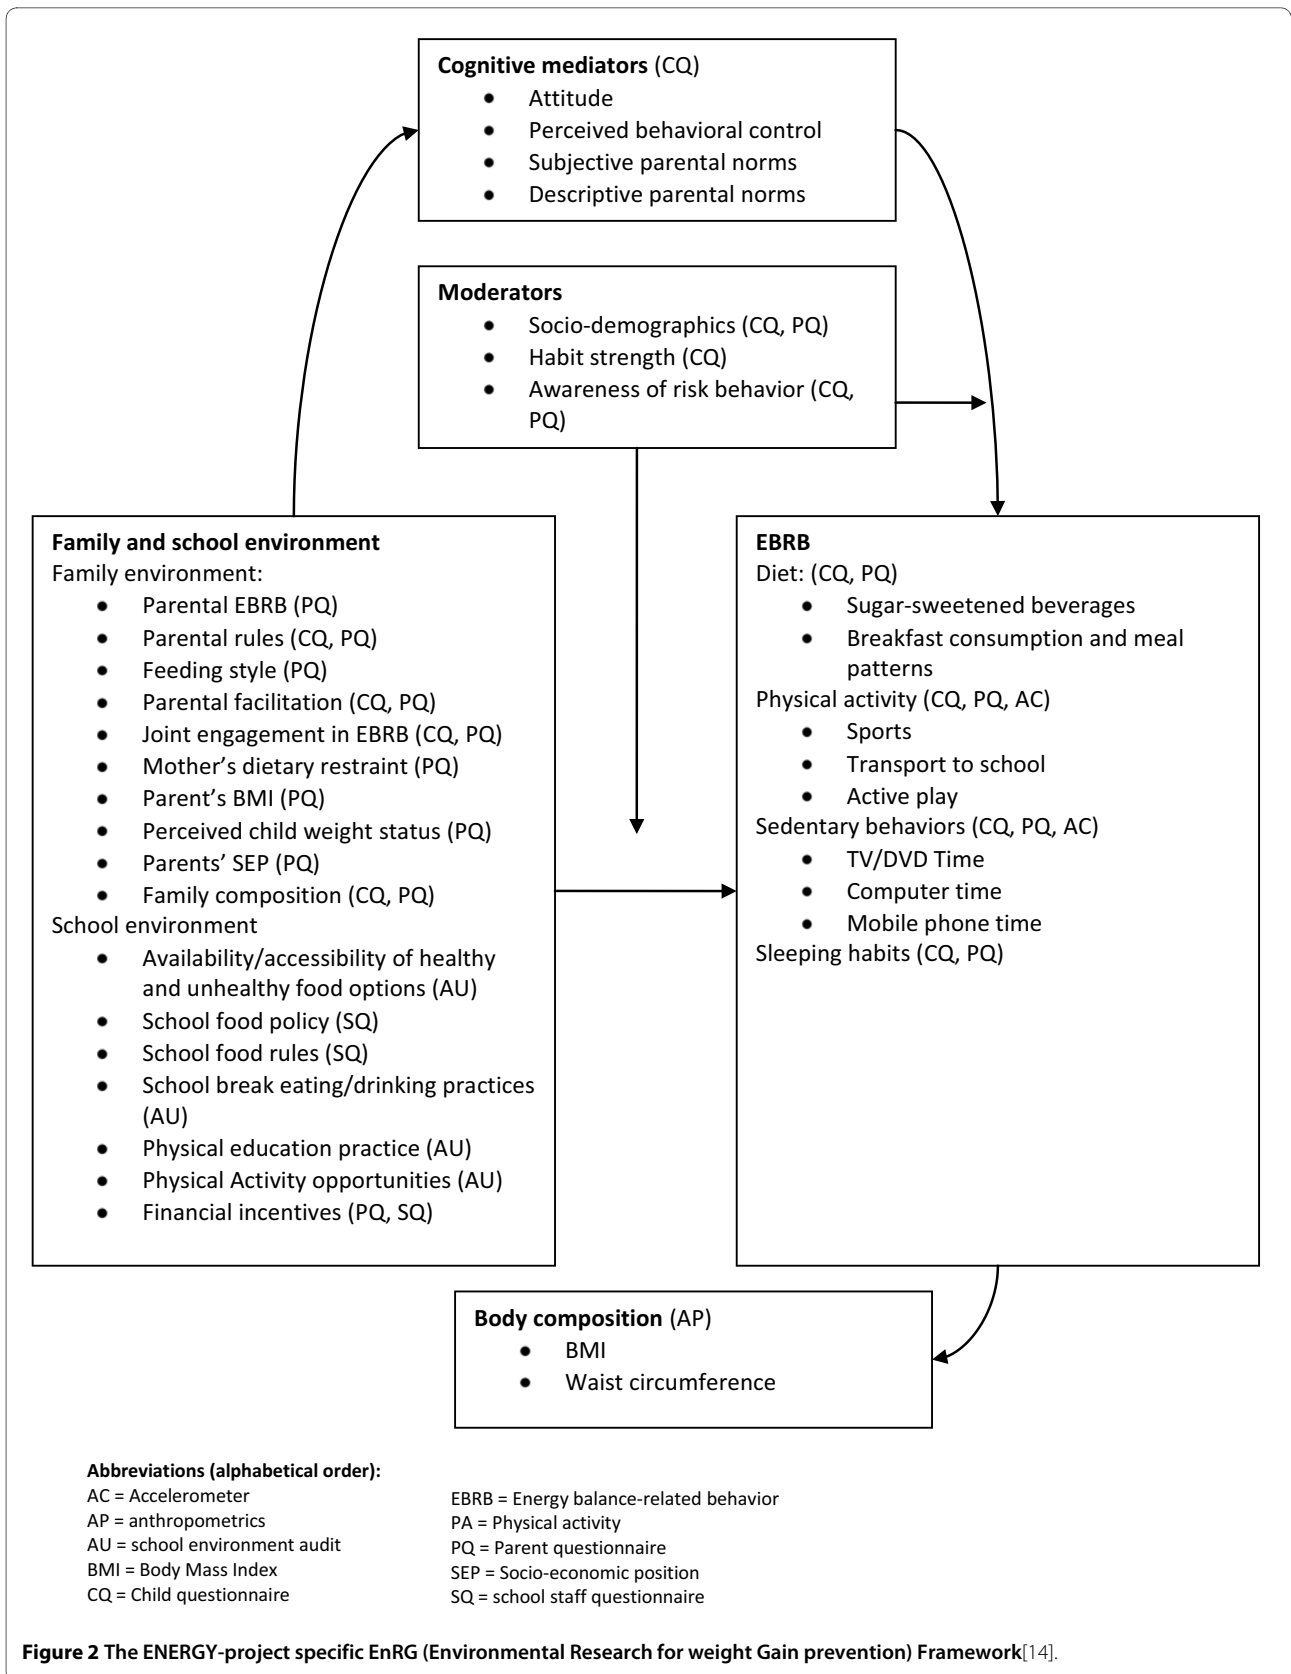 Cognitive mediators (CQ)
● Attitude
● Perceived behavioral control
● Subjective parental norms
● Descriptive parental norms
Moderators
● Socio-demographics (CQ, PQ)
● Habit strength (CQ)
● Awareness of risk behavior (CQ,
PQ)
Family and school environment
Family environment:
● Parental EBRB (PQ)
● Parental rules (CQ, PQ)
● Feeding style (PQ)
● Parental facilitation (CQ, PQ)
● Joint engagement in EBRB (CQ, PQ)
● Mother’s dietary restraint (PQ)
● Parent’s BMI (PQ)
● Perceived child weight status (PQ)
● Parents’ SEP (PQ)
● Family composition (CQ, PQ)
School environment
● Availability/accessibility of healthy
and unhealthy food options (AU)
● School food policy (SQ)
● School food rules (SQ)
● School break eating/drinking practices
(AU)
● Physical education practice (AU)
● Physical Activity opportunities (AU)
● Financial incentives (PQ, SQ)
EBRB
Diet: (CQ, PQ)
● Sugar-sweetened beverages
● Breakfast consumption and meal
patterns
Physical activity (CQ, PQ, AC)
● Sports
● Transport to school
● Active play
Sedentary behaviors (CQ, PQ, AC)
● TV/DVD Time
● Computer time
● Mobile phone time
Sleeping habits (CQ, PQ)
Body composition (AP)
● BMI
● Waist circumference
Abbreviations (alphabetical order):
AC = Accelerometer
AP = anthropometrics
AU = school environment audit
BMI = Body Mass Index
CQ = Child questionnaire
EBRB = Energy balance-related behavior
PA = Physical activity
PQ = Parent questionnaire
SEP = Socio-economic position
SQ = school staff questionnaire
Figure 2 The ENERGY-project specific EnRG (Environmental Research for weight Gain prevention) Framework[14].